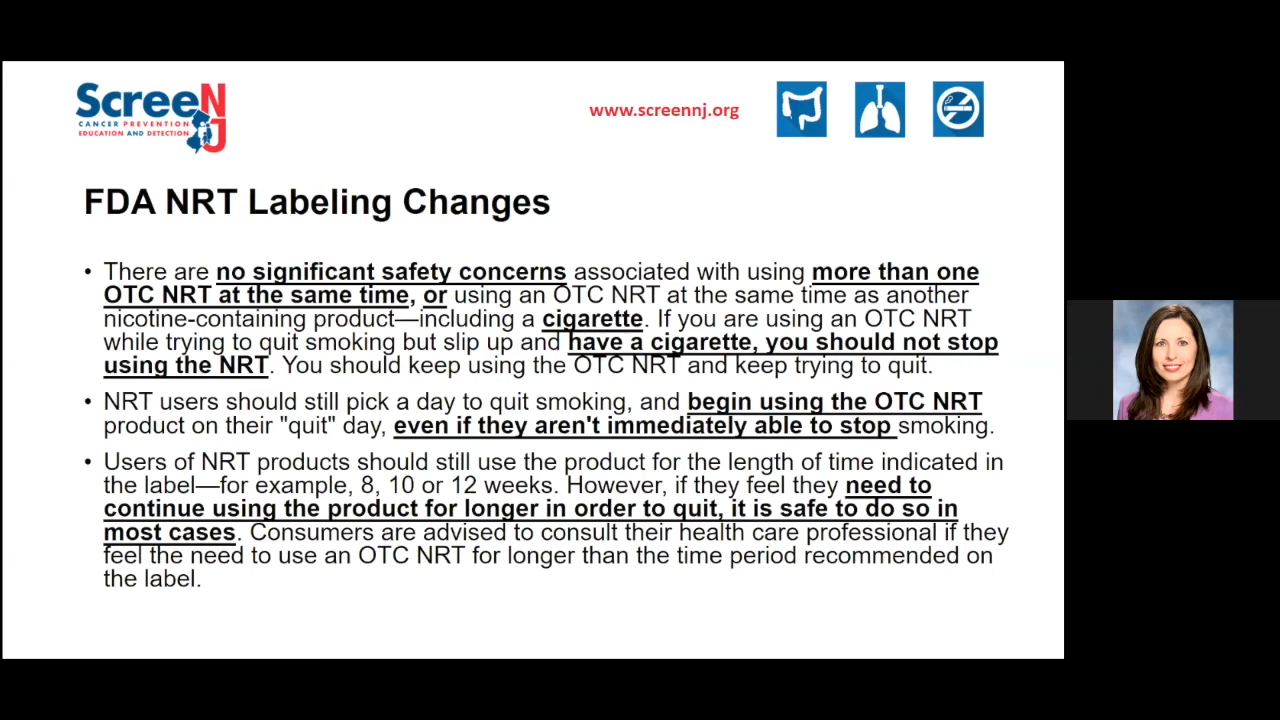 ScreeNJ
CANCER PREVENTION
EDUCATION AND DETECTION
www.screennj.org
FDA NRT Labeling Changes
• There are no significant safety concerns associated with using more than one
OTC NRT at the same time, or using an OTC NRT at the same time as another
nicotine-containing product—including a cigarette. If you are using an OTC NRT
while trying to quit smoking but slip up and have a cigarette, you should not stop
using the NRT. You should keep using the OTC NRT and keep trying to quit.
• NRT users should still pick a day to quit smoking, and begin using the OTC NRT
product on their "quit" day, even if they aren't immediately able to stop smoking.
• Users of NRT products should still use the product for the length of time indicated in
the label—for example, 8, 10 or 12 weeks. However, if they feel they need to
continue using the product for longer in order to quit, it is safe to do so in
most cases. Consumers are advised to consult their health care professional if they
feel the need to use an OTC NRT for longer than the time period recommended on
the label.